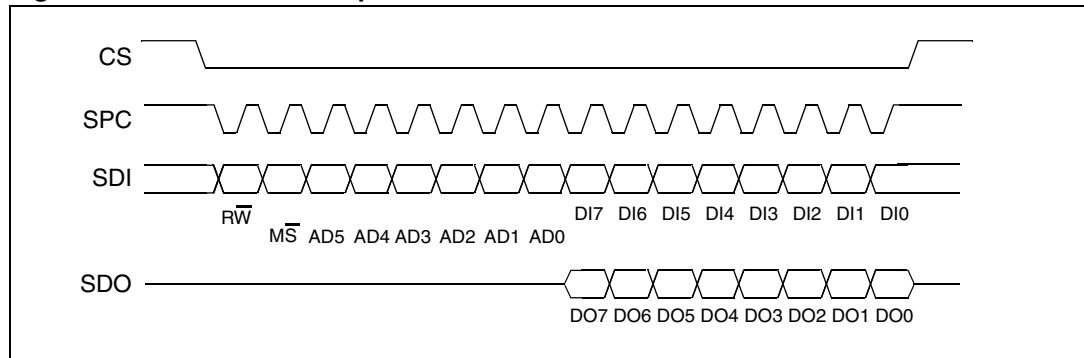 CS
SPC
SDI
RW̅
DI7 DI6 DI5 DI4 DI3 DI2 DI1 DI0
MS̅ AD5 AD4 AD3 AD2 AD1 AD0
SDO
DO7 DO6 DO5 DO4 DO3 DO2 DO1 DO0